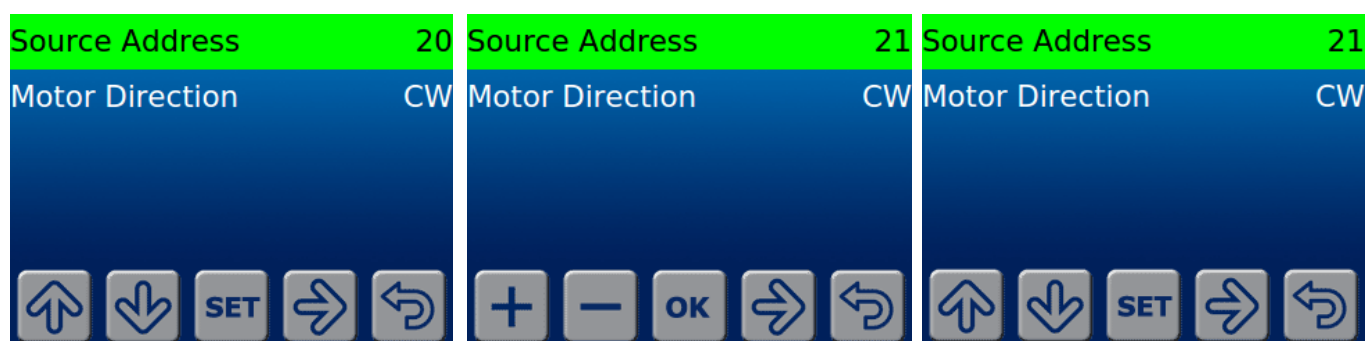 Source Address 20
Motor Direction CW
SET
Source Address 21
Motor Direction CW
OK
Source Address 21
Motor Direction CW
SET